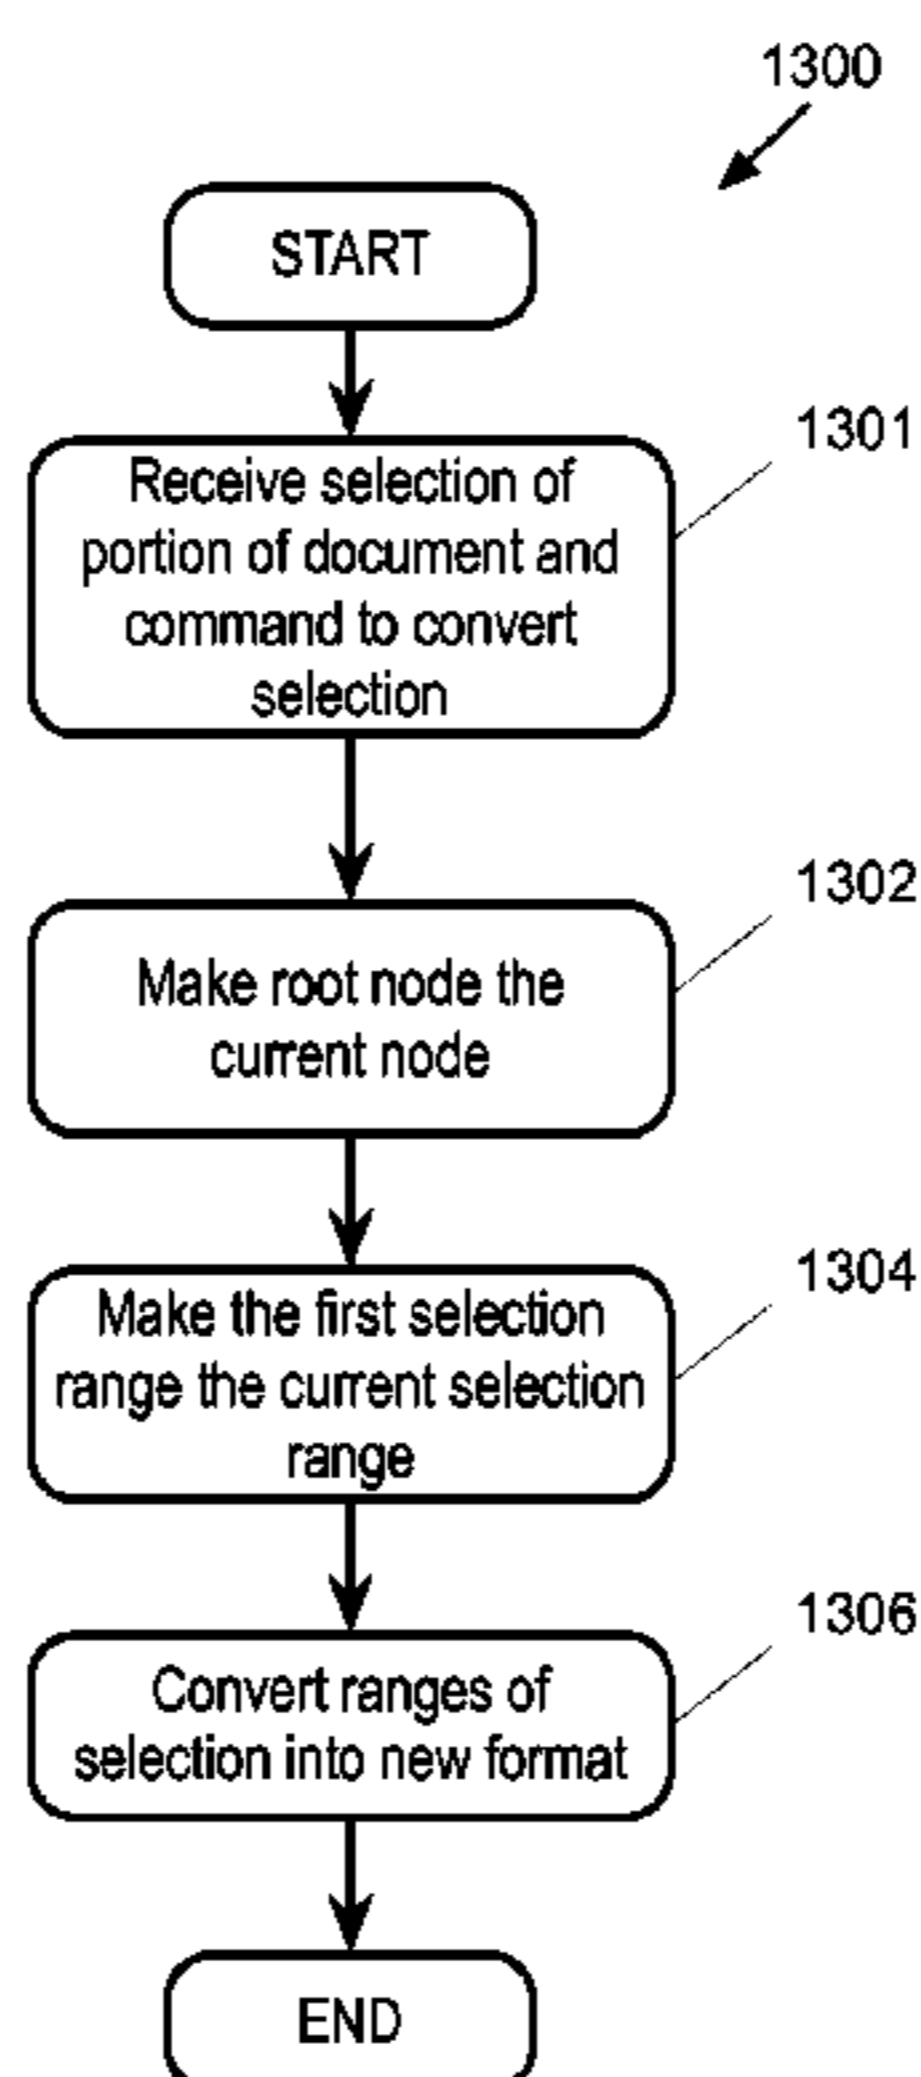 1300
START
1301
Receive selection of
portion of document and
command to convert
selection
1302
Make root node the
current node
1304
Make the first selection
range the current selection
range
1306
Convert ranges of
selection into new format
END